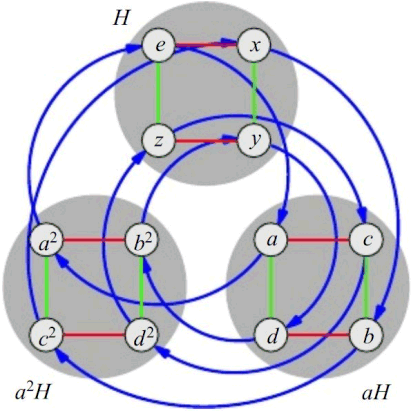 H
e x
z y
a² b² a c
c² d² d b
a²H aH